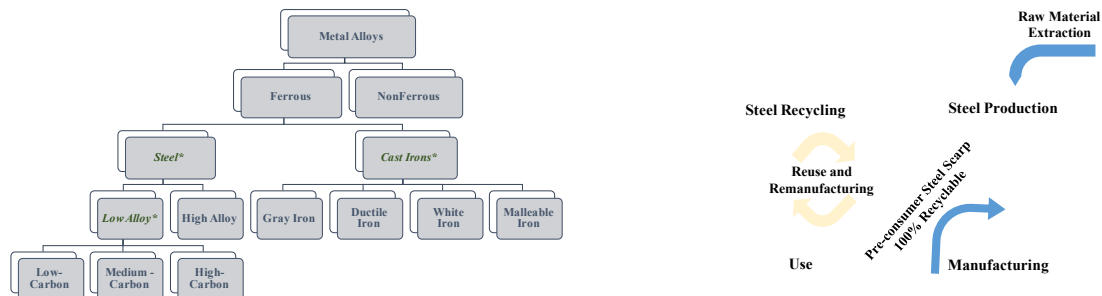 Metal Alloys
Ferrous
NonFerrous
Steel*
Cast Irons*
Low Alloy*
High Alloy
Gray Iron
Ductile
Iron
White
Iron
Malleable
Iron
Low-
Carbon
Medium -
Carbon
High-
Carbon
Raw Material
Extraction
Steel Recycling
Steel Production
Reuse and
Remanufacturing
Pre-consumer Steel Scarp
100% Recyclable
Use
Manufacturing